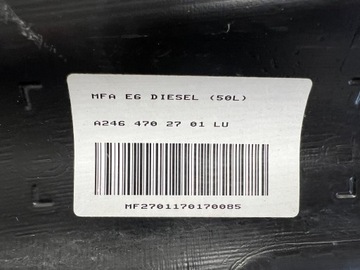 MFA E6 DIESEL (50L)
A246 470 27 01 LU
MF2701170170085